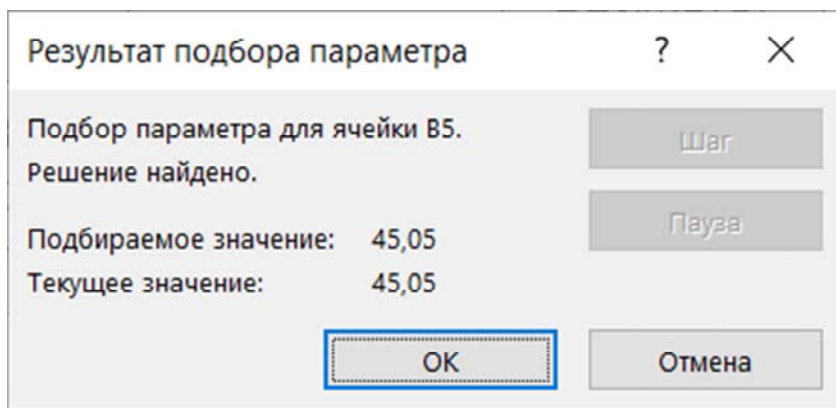 Результат подбора параметра ?
Подбор параметра для ячейки B5.
Решение найдено.
Подбираемое значение: 45,05
Текущее значение: 45,05
Шаг
Пауза
ОК
Отмена